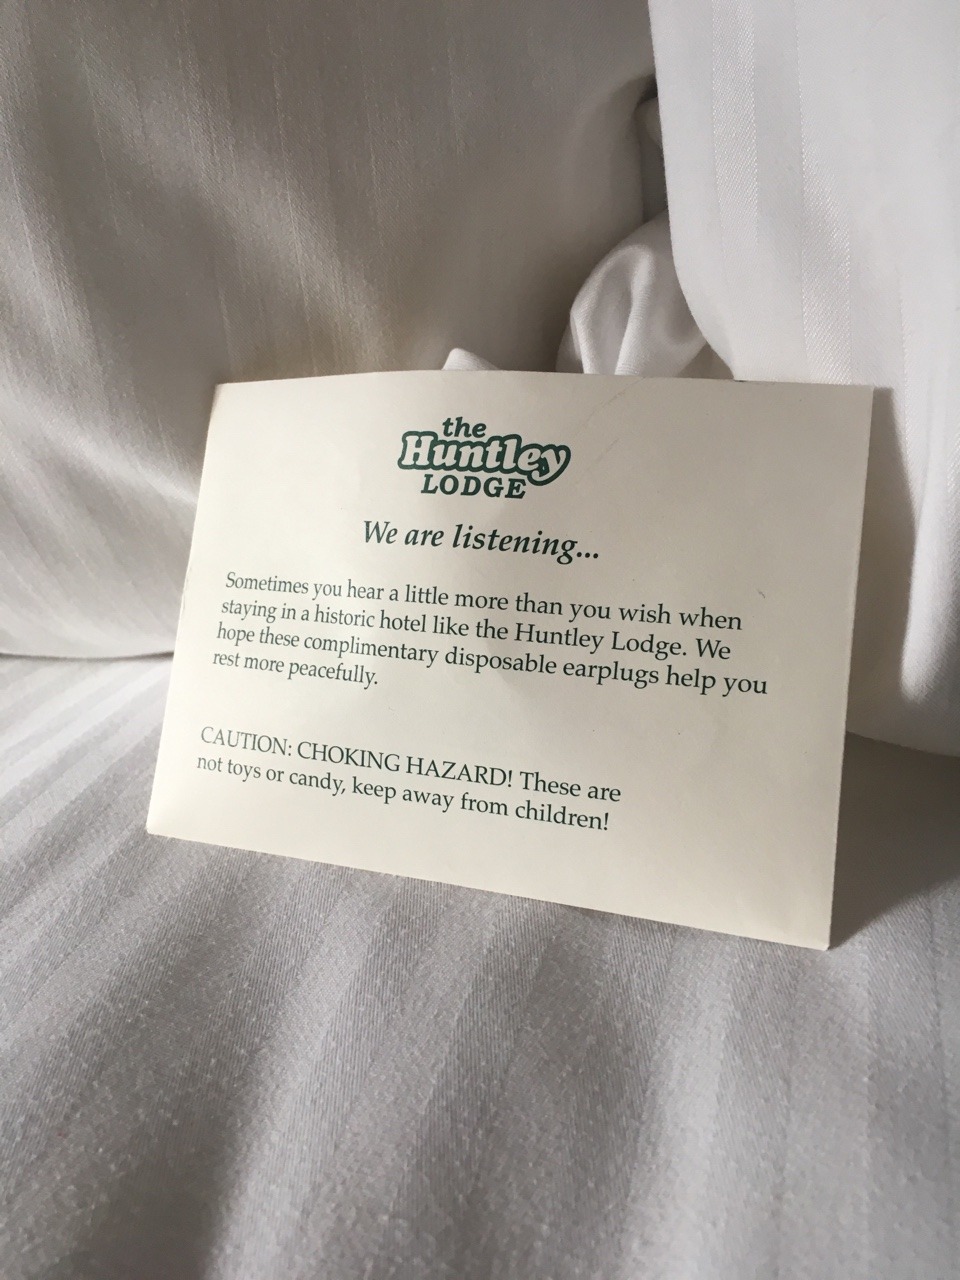 the
Huntley
LODGE
We are listening...
Sometimes you hear a little more than you wish when
staying in a historic hotel like the Huntley Lodge. We
hope these complimentary disposable earplugs help you
rest more peacefully.
CAUTION: CHOKING HAZARD! These are
not toys or candy, keep away from children!